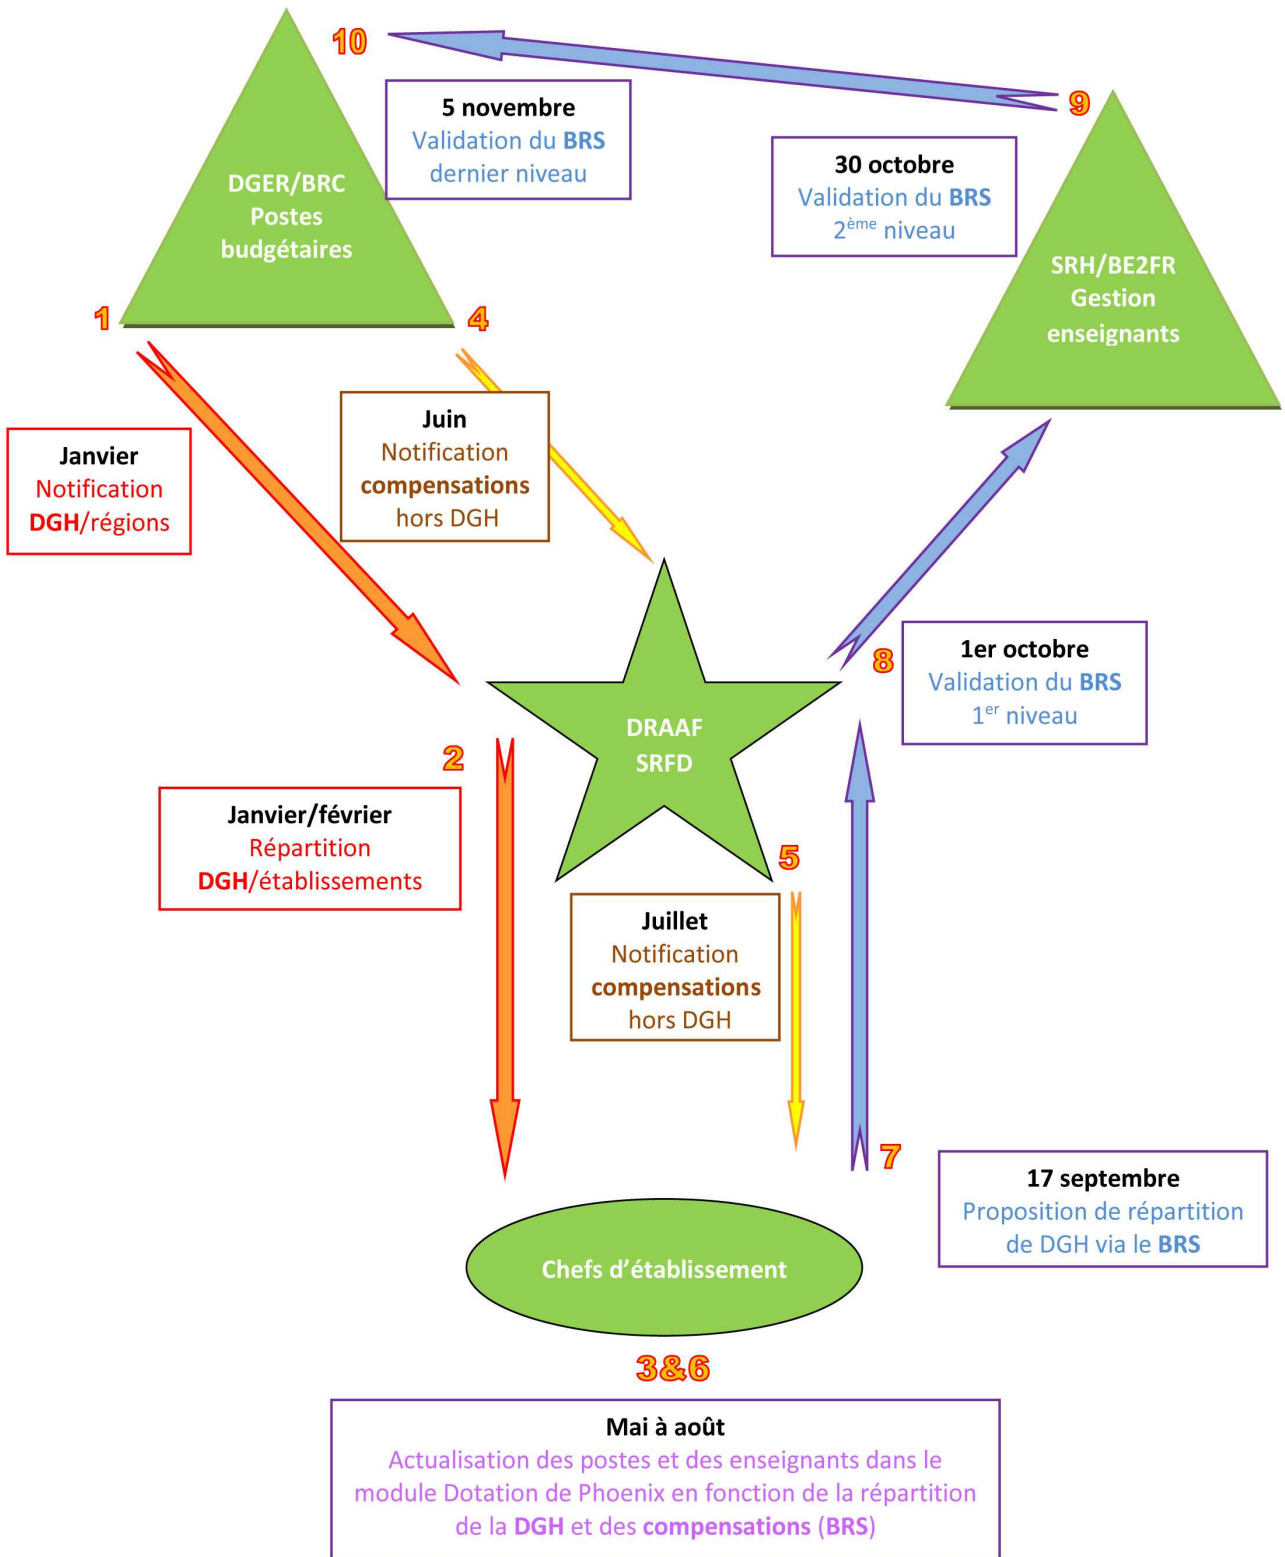 10
5 novembre
Validation du BRS
dernier niveau
9
30 octobre
Validation du BRS
2ème niveau
DGER/BRC
Postes
budgétaires
SRH/BE2FR
Gestion
enseignants
1
4
Janvier
Notification
DGH/régions
Juin
Notification
compensations
hors DGH
8
1er octobre
Validation du BRS
1er niveau
DRAAF
SRFD
2
Janvier/février
Répartition
DGH/établissements
5
Juillet
Notification
compensations
hors DGH
7
17 septembre
Proposition de répartition
de DGH via le BRS
Chefs d’établissement
3&6
Mai à août
Actualisation des postes et des enseignants dans le
module Dotation de Phoenix en fonction de la répartition
de la DGH et des compensations (BRS)